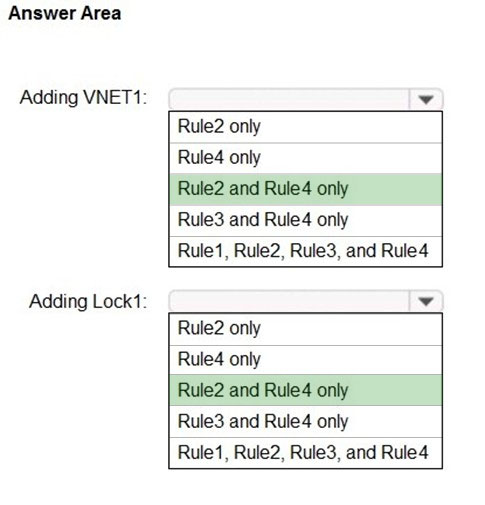 Answer Area
Adding VNET1:
Rule2 only
Rule4 only
Rule2 and Rule4 only
Rule3 and Rule4 only
Rule1, Rule2, Rule3, and Rule4
Adding Lock1:
Rule2 only
Rule4 only
Rule2 and Rule4 only
Rule3 and Rule4 only
Rule1, Rule2, Rule3, and Rule4